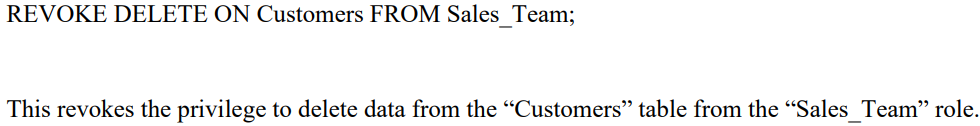 REVOKE DELETE ON Customers FROM Sales_Team;
This revokes the privilege to delete data from the “Customers” table from the “Sales_Team” role.